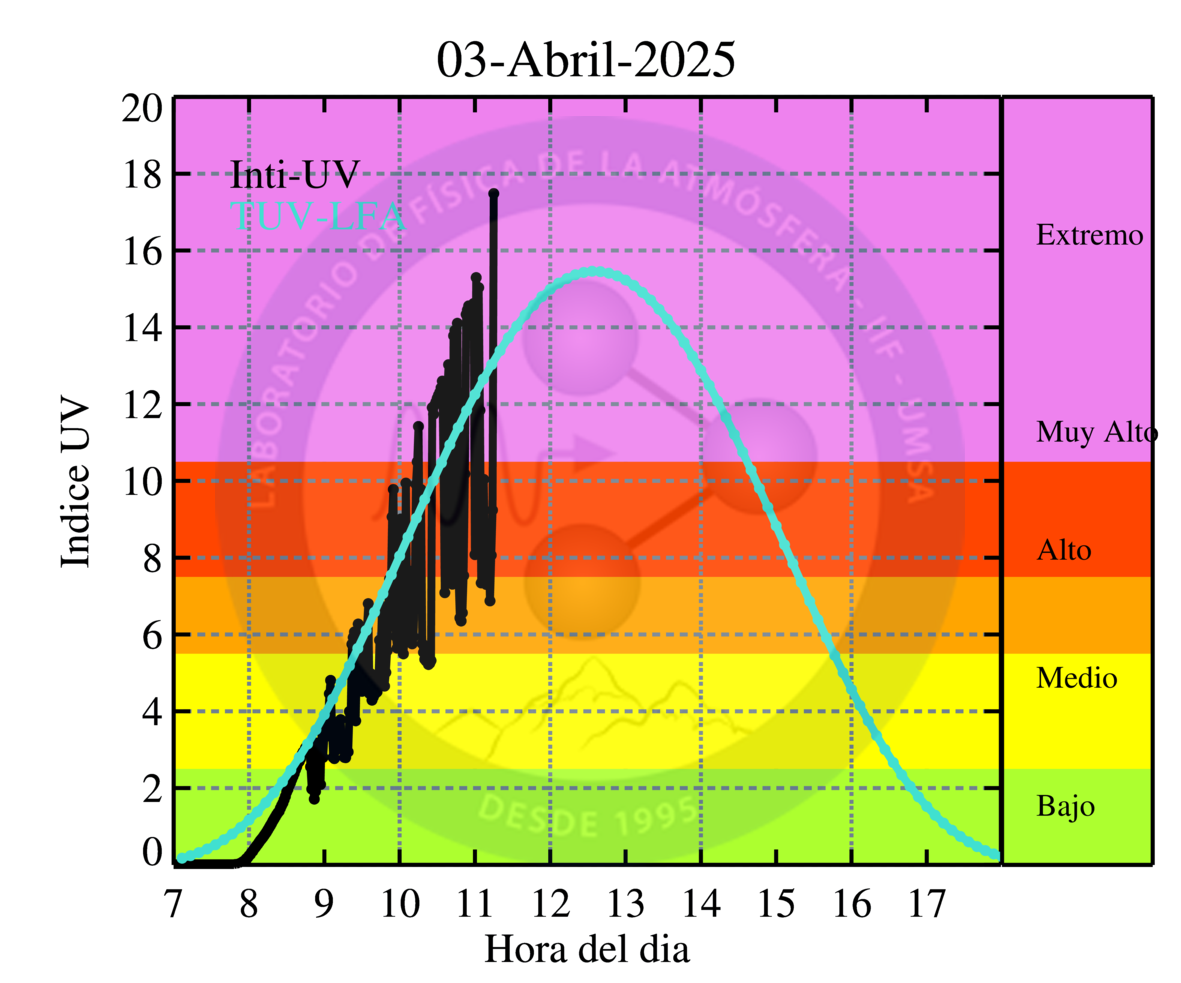 03-Abril-2025
20
18
16
14
12
10
8
6
4
2
0
Indice UV
Inti-UV
TUV-LFA
LABORATORIO DE FÍSICA DE LA ATMÓSFERA - IIF - UMSA
DESDE 1995
Extremo
Muy Alto
Alto
Medio
Bajo
7 8 9 10 11 12 13 14 15 16 17
Hora del dia